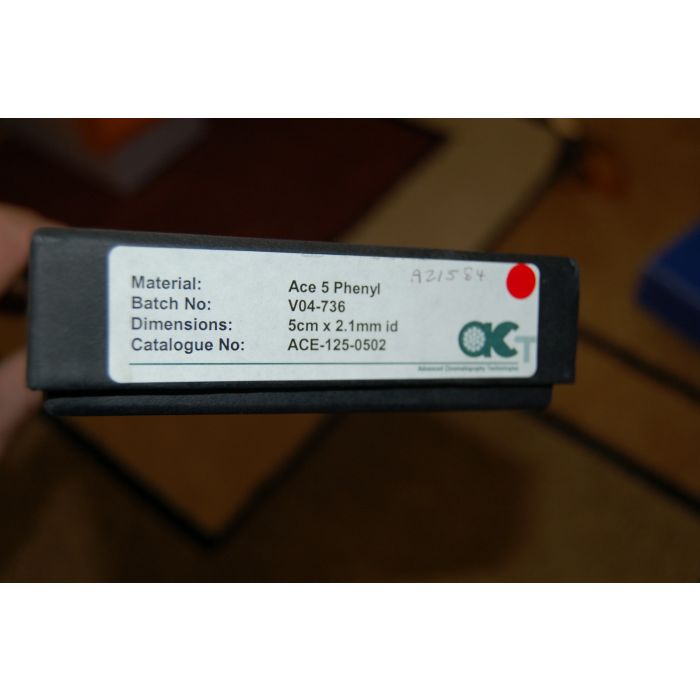 A21584
Material: Ace 5 Phenyl
Batch No: V04-736
Dimensions: 5cm x 2.1mm id
Catalogue No: ACE-125-0502
ACT
Advanced Chromatography Technologies